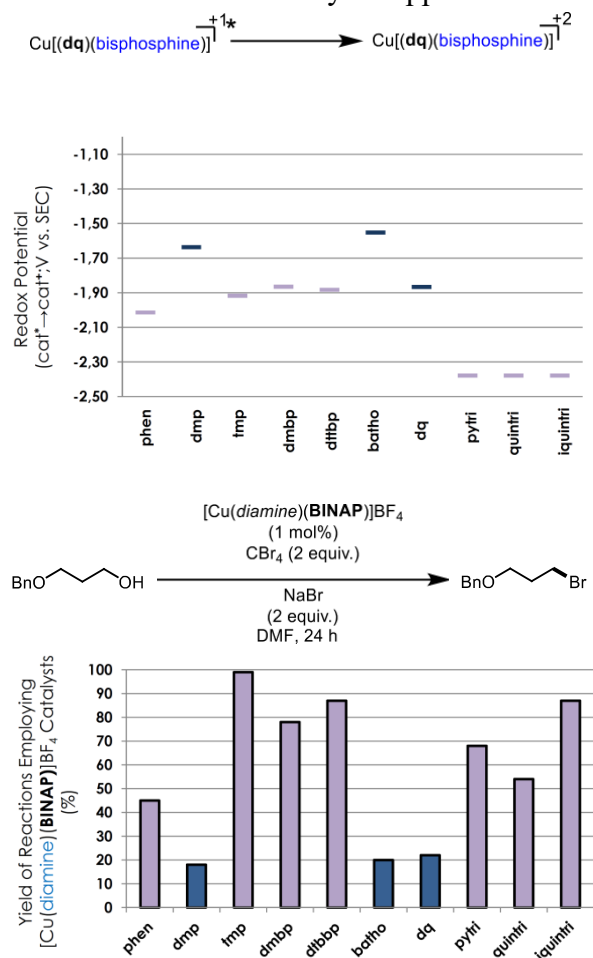 Cu[(dq)(bisphosphine)]+1* Cu[(dq)(bisphosphine)]+2
Redox Potential
(cat*→cat+;V vs. SEC)
-1,10
-1,30
-1,50
-1,70
-1,90
-2,10
-2,30
-2,50
phen dmp tmp dmbp dtbp batho dq pytri quintri iquintri
[Cu(diamine)(BINAP)]BF4
(1 mol%)
CBr4 (2 equiv.)
BnO OH BnO Br
NaBr
(2 equiv.)
DMF, 24 h
Yield of Reactions Employing
[Cu(diamine)(BINAP)]BF4 Catalysts
(%)
100
90
80
70
60
50
40
30
20
10
0
phen dmp tmp dmbp dtbbp batho dq pytri quintri iquintri